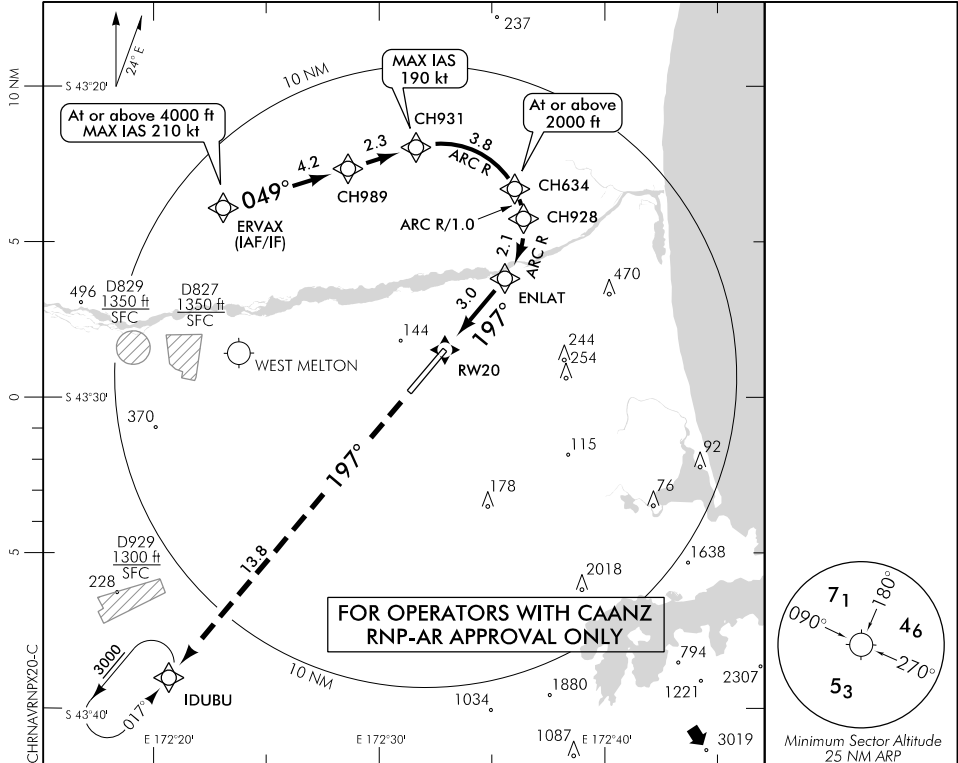 24° E
237
10 NM
S 43°20'
10 NM
MAX IAS
190 kt
At or above 4000 ft
MAX IAS 210 kt
At or above
2000 ft
CH931
3.8
ARC R
2.3
4.2
049°
CH989
CH634
ARC R/1.0
CH928
ERVAX
(IAF/IF)
5
2.1
ARC R
ENLAT
470
D829
1350 ft
SFC
D827
1350 ft
SFC
496
3.0
197°
144
244
254
WEST MELTON
RW20
0
S 43°30'
370
197°
115
92
178
76
5
D929
1300 ft
SFC
228
13.8
1638
2018
FOR OPERATORS WITH CAANZ
RNP-AR APPROVAL ONLY
3000
017°
IDUBU
10 NM
794
1221
2307
1880
1034
S 43°40'
E 172°20'
E 172°30'
E 172°40'
1087
3019
CHRNAVRNPX20-C
71
180°
090°
46
270°
53
Minimum Sector Altitude
25 NM ARP